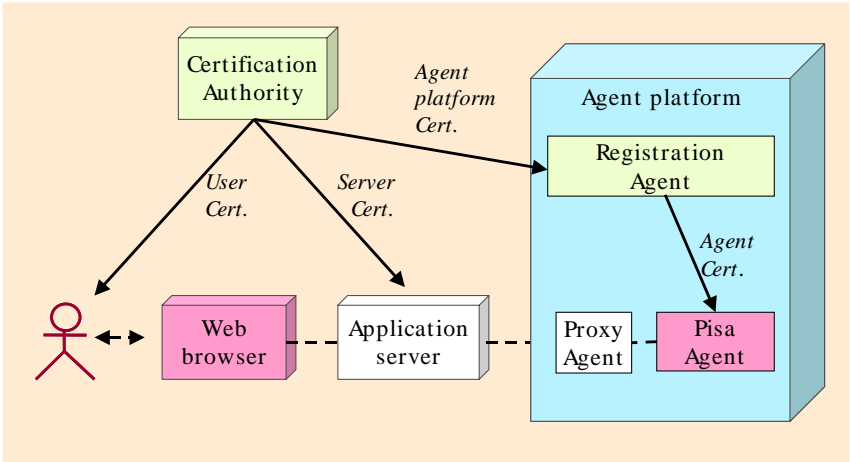 Certification
Authority
Agent
platform
Cert.
Agent platform
Registration
Agent
User
Cert.
Server
Cert.
Agent
Cert.
Web
browser
Application
server
Proxy
Agent
Pisa
Agent